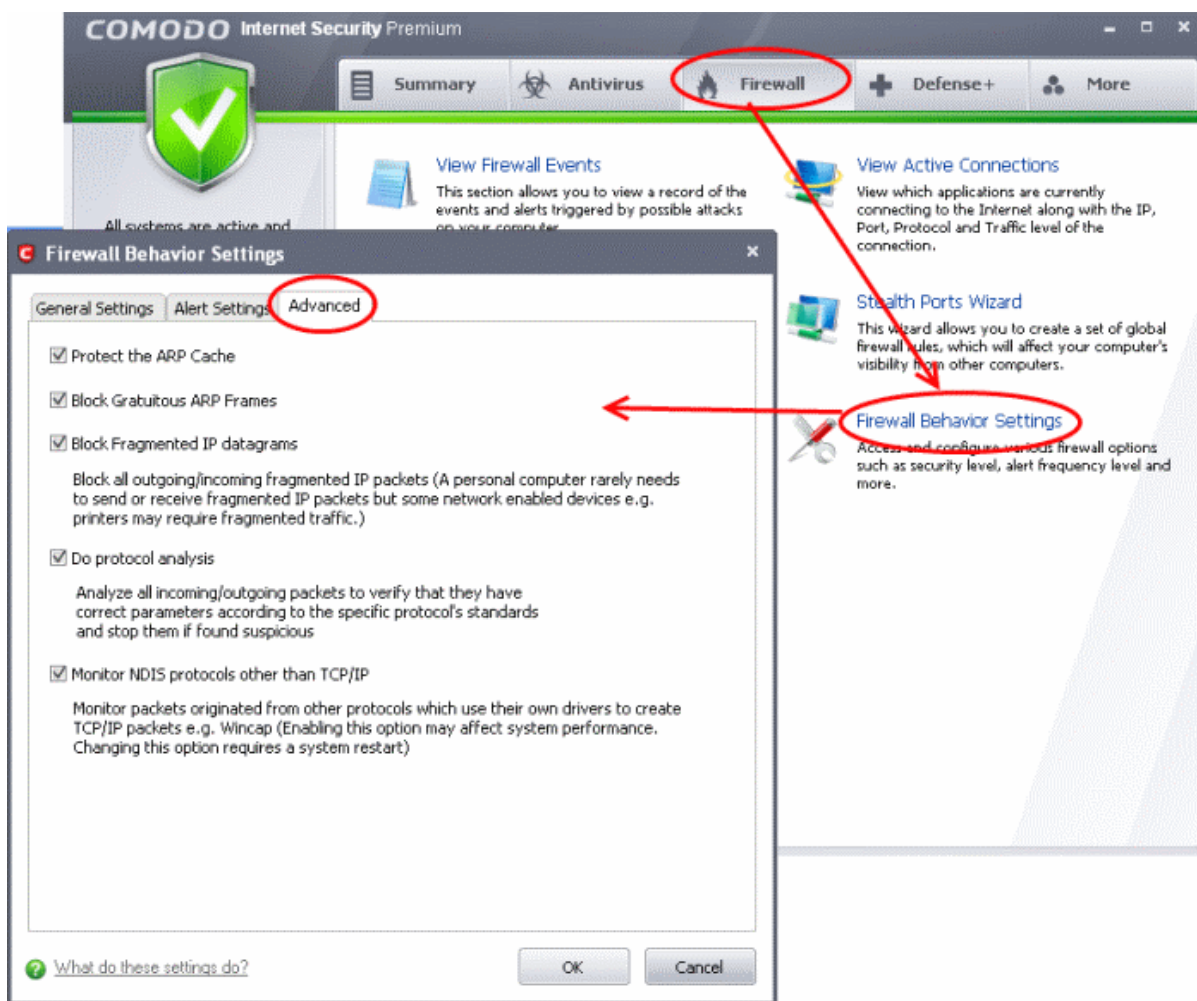 COMODO Internet Security Premium
Summary
Antivirus
Firewall
Defense+
More
View Firewall Events
This section allows you to view a record of the
events and alerts triggered by possible attacks
on your computer
View Active Connections
View which applications are currently
connecting to the Internet along with the IP,
Port, Protocol and Traffic level of the
connection.
All systems are active and
Stealth Ports Wizard
This wizard allows you to create a set of global
firewall rules, which will affect your computer's
visibility from other computers.
Firewall Behavior Settings
Access and configure various firewall options
such as security level, alert frequency level and
more.
Firewall Behavior Settings
General Settings
Alert Settings
Advanced
Protect the ARP Cache
Block Gratuitous ARP Frames
Block Fragmented IP datagrams
Block all outgoing/incoming fragmented IP packets (A personal computer rarely needs
to send or receive fragmented IP packets but some network enabled devices e.g.
printers may require fragmented traffic.)
Do protocol analysis
Analyze all incoming/outgoing packets to verify that they have
correct parameters according to the specific protocol's standards
and stop them if found suspicious
Monitor NDIS protocols other than TCP/IP
Monitor packets originated from other protocols which use their own drivers to create
TCP/IP packets e.g. Wincap (Enabling this option may affect system performance.
Changing this option requires a system restart)
What do these settings do?
OK
Cancel